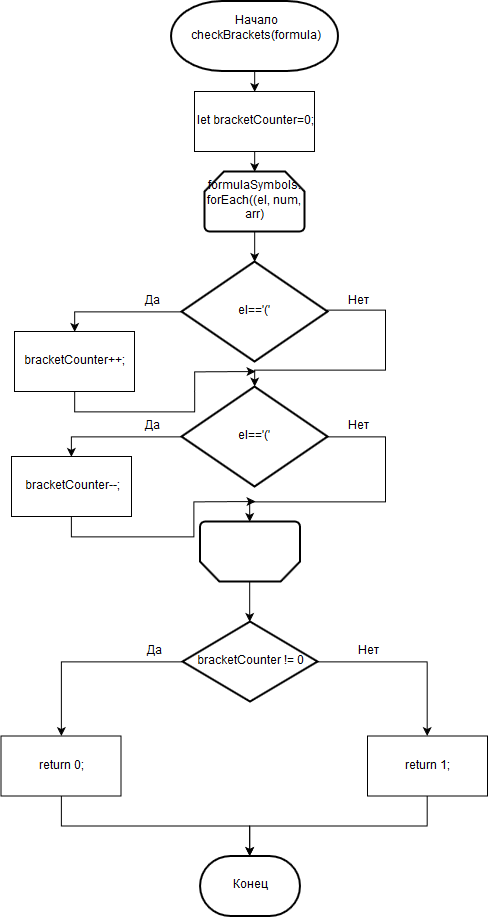 Начало
checkBrackets(formula)
let bracketCounter=0;
formulaSymbols.
forEach((el, num,
arr)
el=='('
Да
Нет
bracketCounter++;
el=='('
Да
Нет
bracketCounter--;
bracketCounter != 0
Да
Нет
return 0;
return 1;
Конец